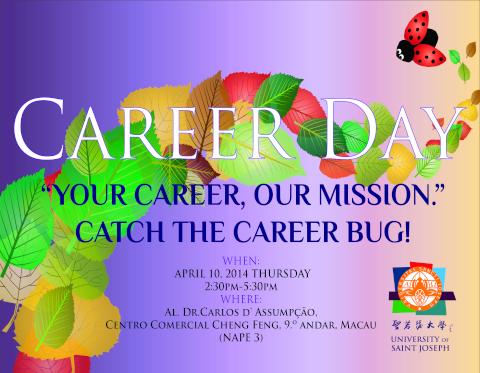 CAREER DAY
“YOUR CAREER, OUR MISSION.”
CATCH THE CAREER BUG!
WHEN:
APRIL 10, 2014 THURSDAY
2:30PM-5:30PM
WHERE:
AL. DR.CARLOS D' ASSUMPÇÃO,
CENTRO COMERCIAL CHENG FENG, 9.º ANDAR, MACAU
(NAPE 3)
聖若瑟大學
UNIVERSITY OF
SAINT JOSEPH